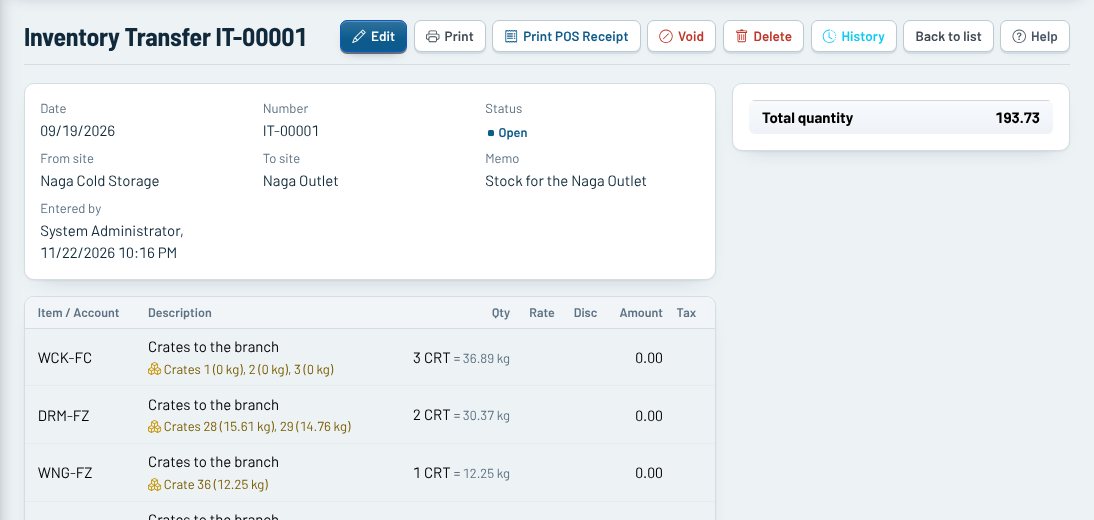 Inventory Transfer IT-00001
Edit
Print
Print POS Receipt
Void
Delete
History
Back to list
Help
Date
Number
Status
09/19/2026
IT-00001
Open
From site
To site
Memo
Naga Cold Storage
Naga Outlet
Stock for the Naga Outlet
Entered by
System Administrator,
11/22/2026 10:16 PM
Total quantity 193.73
Item / Account Description Qty Rate Disc Amount Tax
WCK-FC Crates to the branch 3 CRT = 36.89 kg 0.00
Crates 1 (0 kg), 2 (0 kg), 3 (0 kg)
DRM-FZ Crates to the branch 2 CRT = 30.37 kg 0.00
Crates 28 (15.61 kg), 29 (14.76 kg)
WNG-FZ Crates to the branch 1 CRT = 12.25 kg 0.00
Crate 36 (12.25 kg)
Crates to the branch